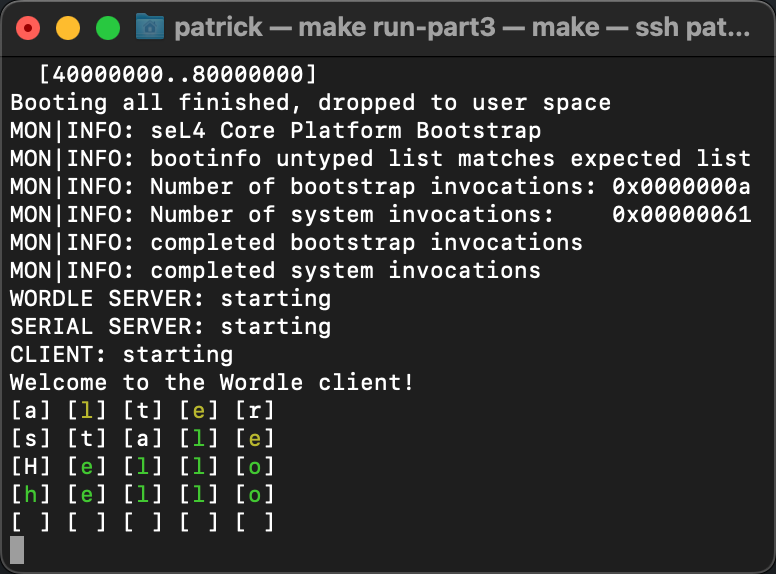 patrick — make run-part3 — make — ssh pat...
[40000000..80000000]
Booting all finished, dropped to user space
MON|INFO: seL4 Core Platform Bootstrap
MON|INFO: bootinfo untyped list matches expected list
MON|INFO: Number of bootstrap invocations: 0x0000000a
MON|INFO: Number of system invocations:    0x00000061
MON|INFO: completed bootstrap invocations
MON|INFO: completed system invocations
WORDLE SERVER: starting
SERIAL SERVER: starting
CLIENT: starting
Welcome to the Wordle client!
[a] [l] [t] [e] [r]
[s] [t] [a] [l] [e]
[H] [e] [l] [l] [o]
[h] [e] [l] [l] [o]
[ ] [ ] [ ] [ ] [ ]